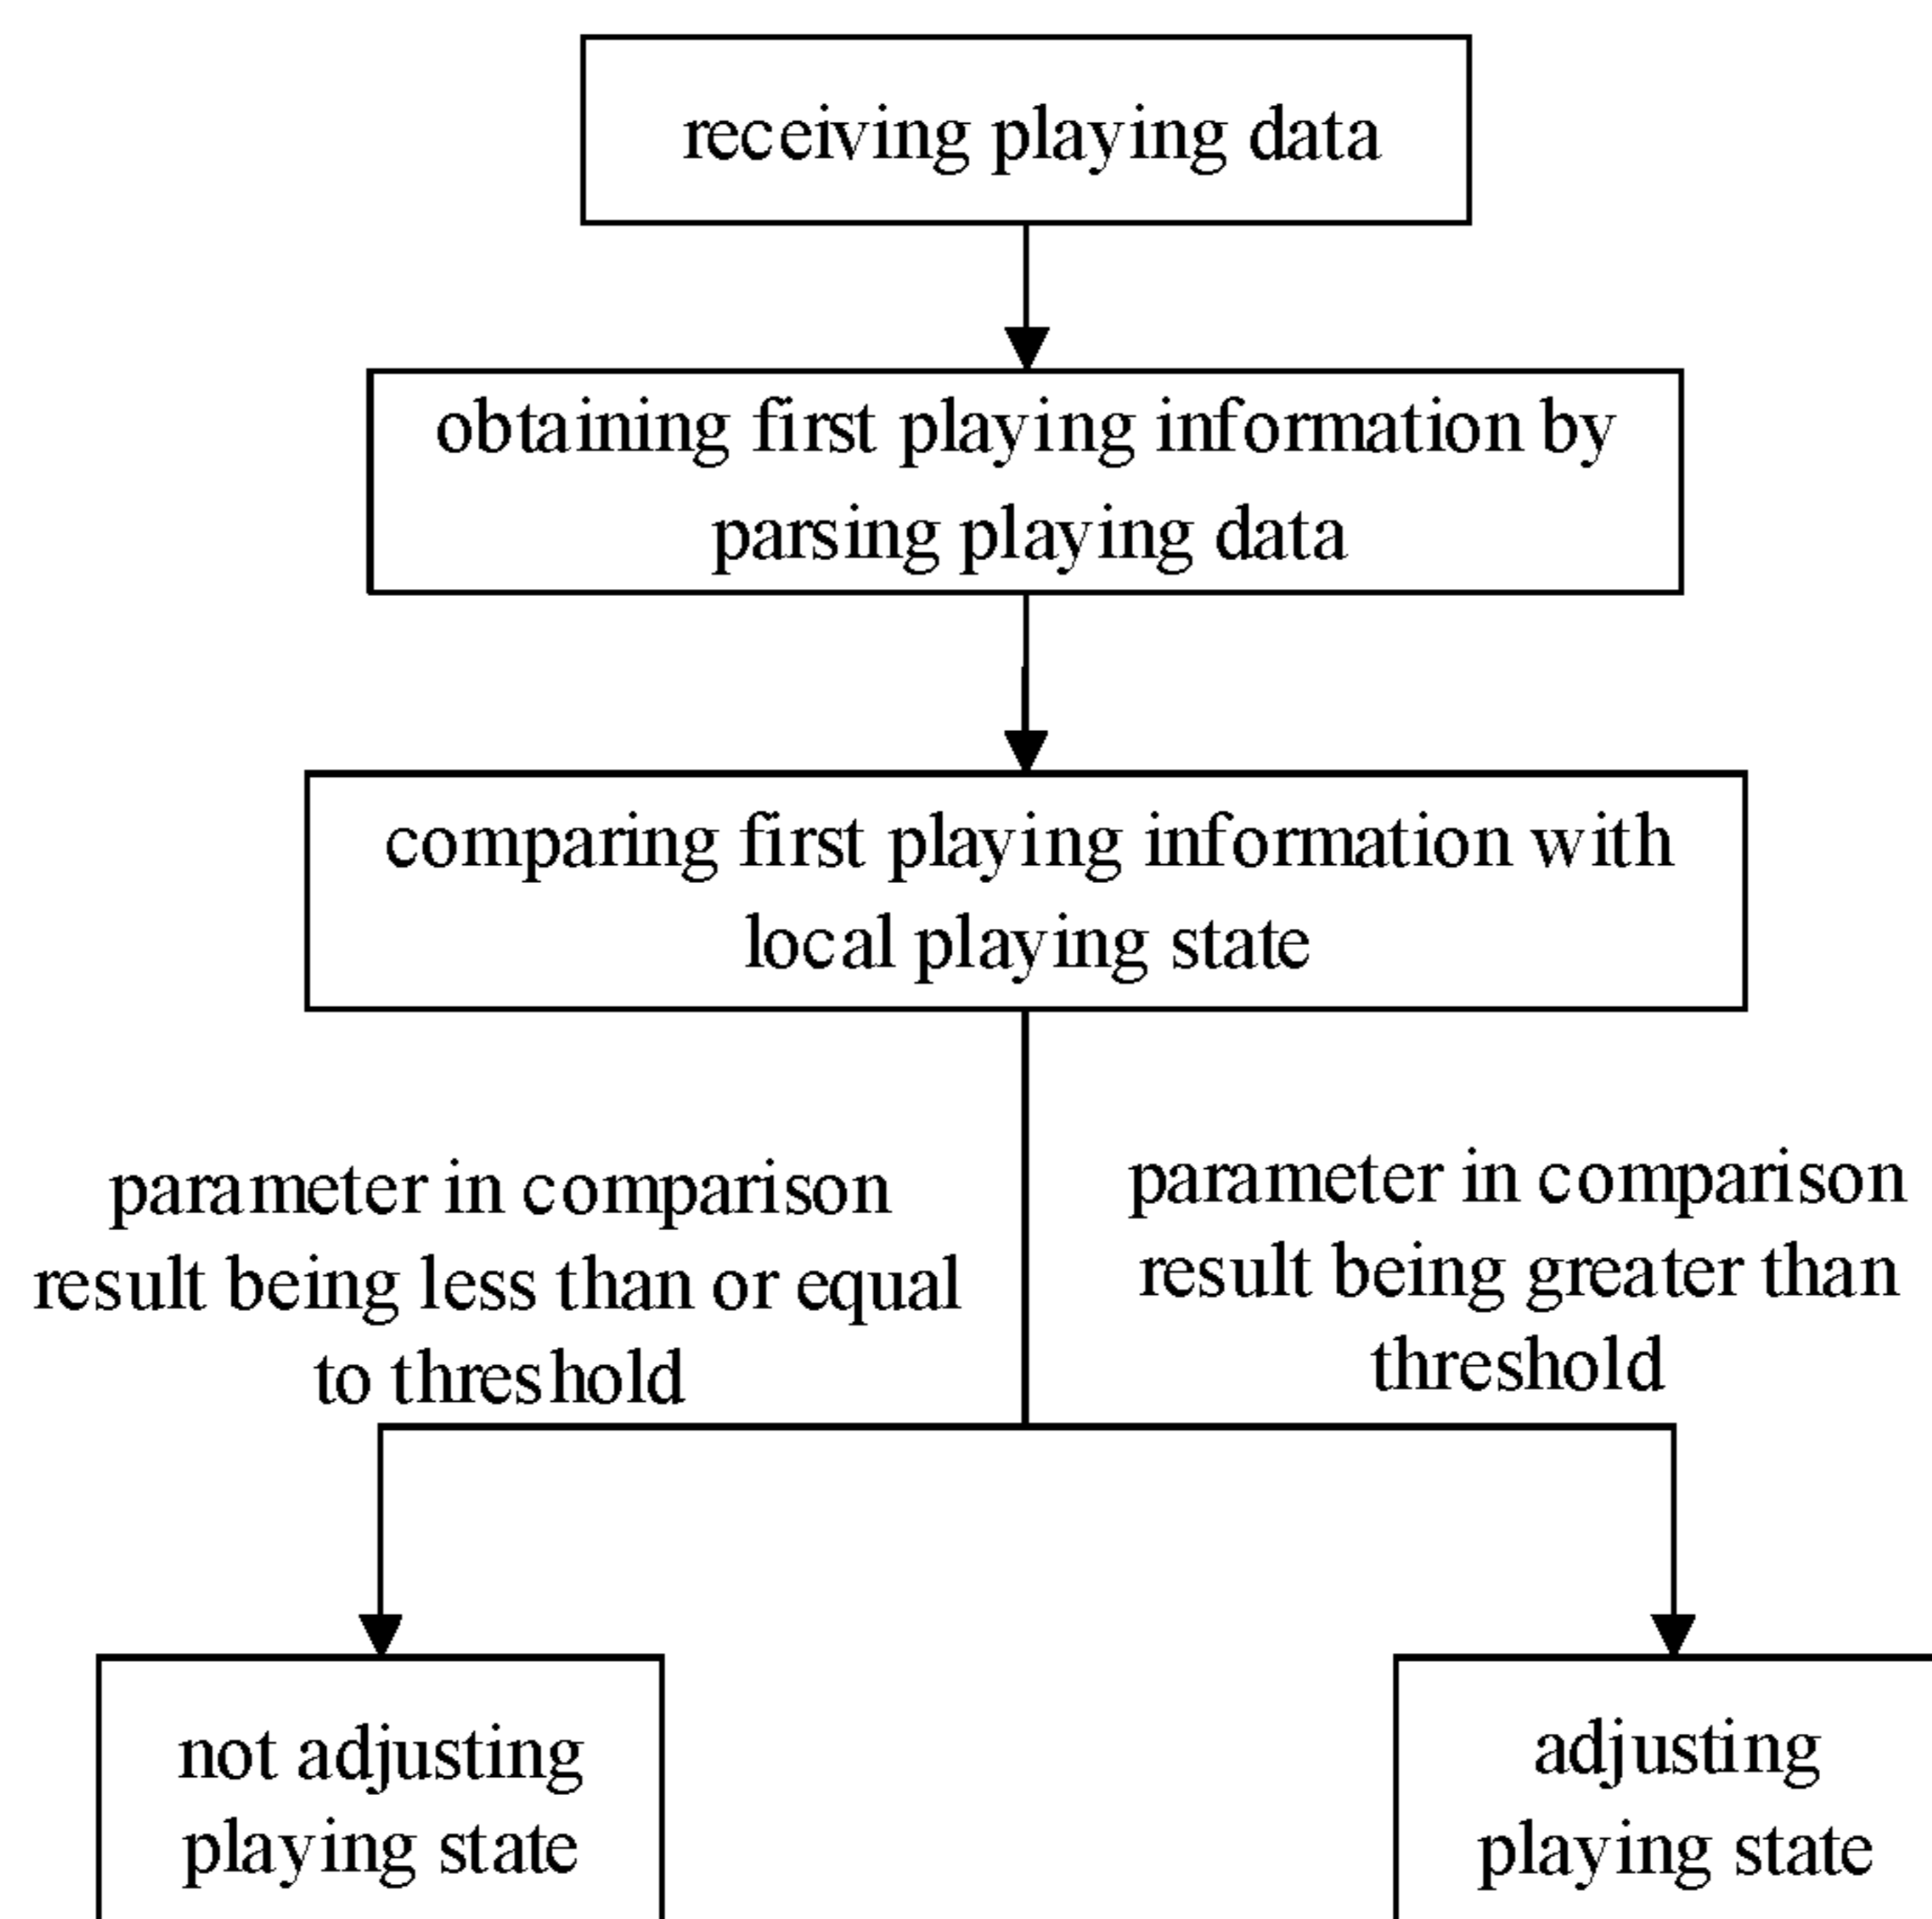 receiving playing data
obtaining first playing information by
parsing playing data
comparing first playing information with
local playing state
parameter in comparison
result being less than or equal
to threshold
parameter in comparison
result being greater than
threshold
not adjusting
playing state
adjusting
playing state